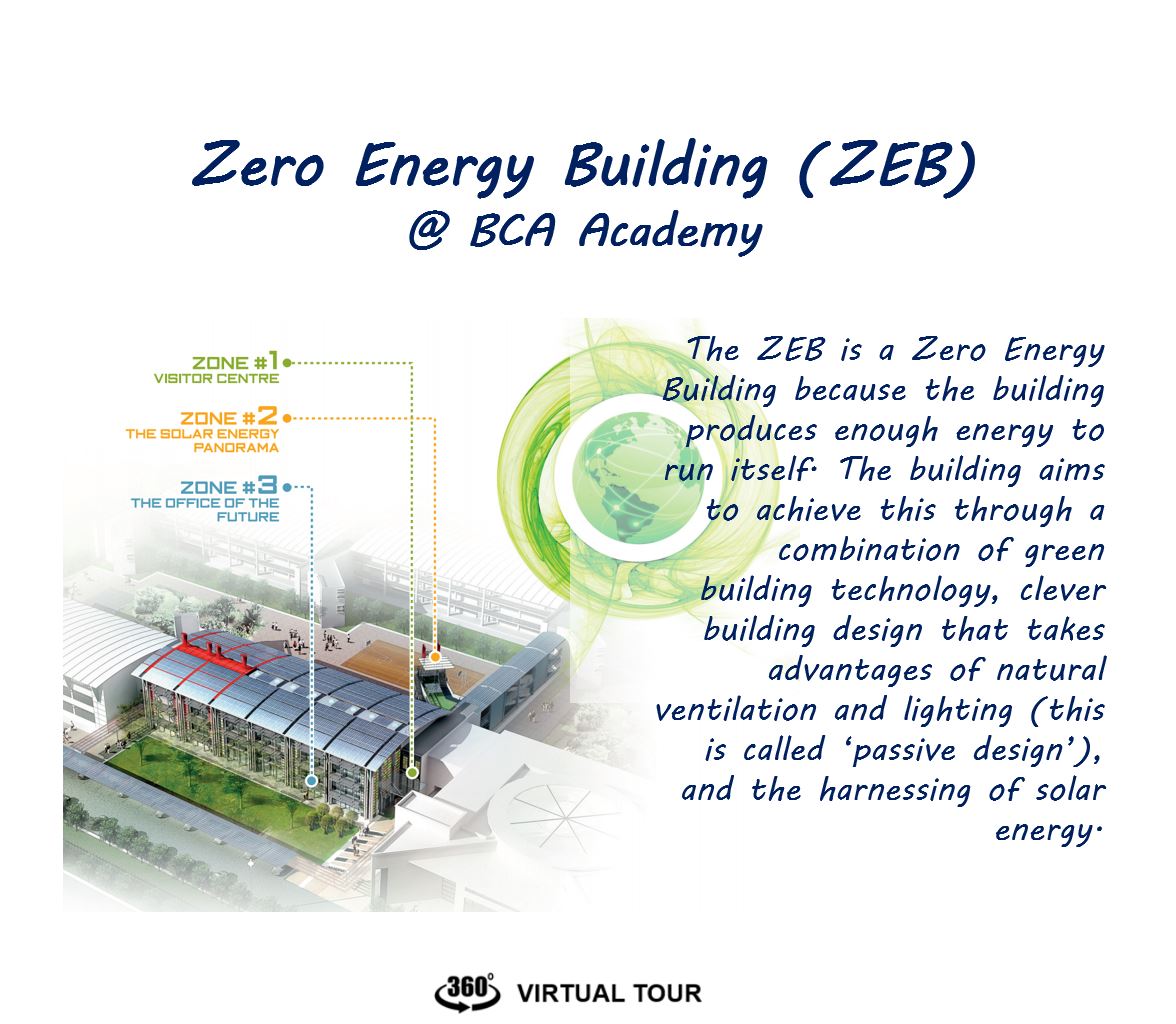 Zero Energy Building (ZEB)
@ BCA Academy
ZONE #1
VISITOR CENTRE
ZONE #2
THE SOLAR ENERGY
PANORAMA
ZONE #3
THE OFFICE OF THE
FUTURE
The ZEB is a Zero Energy
Building because the building
produces enough energy to
run itself. The building aims
to achieve this through a
combination of green
building technology, clever
building design that takes
advantages of natural
ventilation and lighting (this
is called ‘passive design’),
and the harnessing of solar
energy.
360° VIRTUAL TOUR